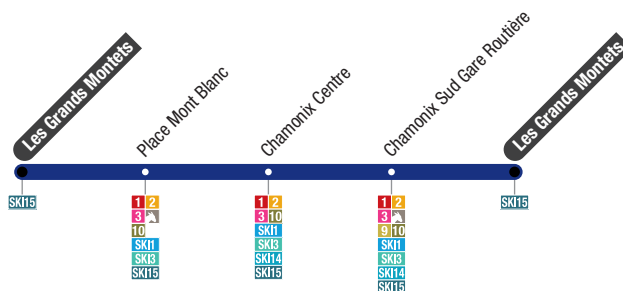 Les Grands Montets
Place Mont Blanc
Chamonix Centre
Chamonix Sud Gare Routière
Les Grands Montets
SKI15
1 2
3
10
SKI1
SKI3
SKI15
1 2
3 10
SKI1
SKI3
SKI14
SKI15
1 2
3
9 10
SKI1
SKI3
SKI14
SKI15
SKI15